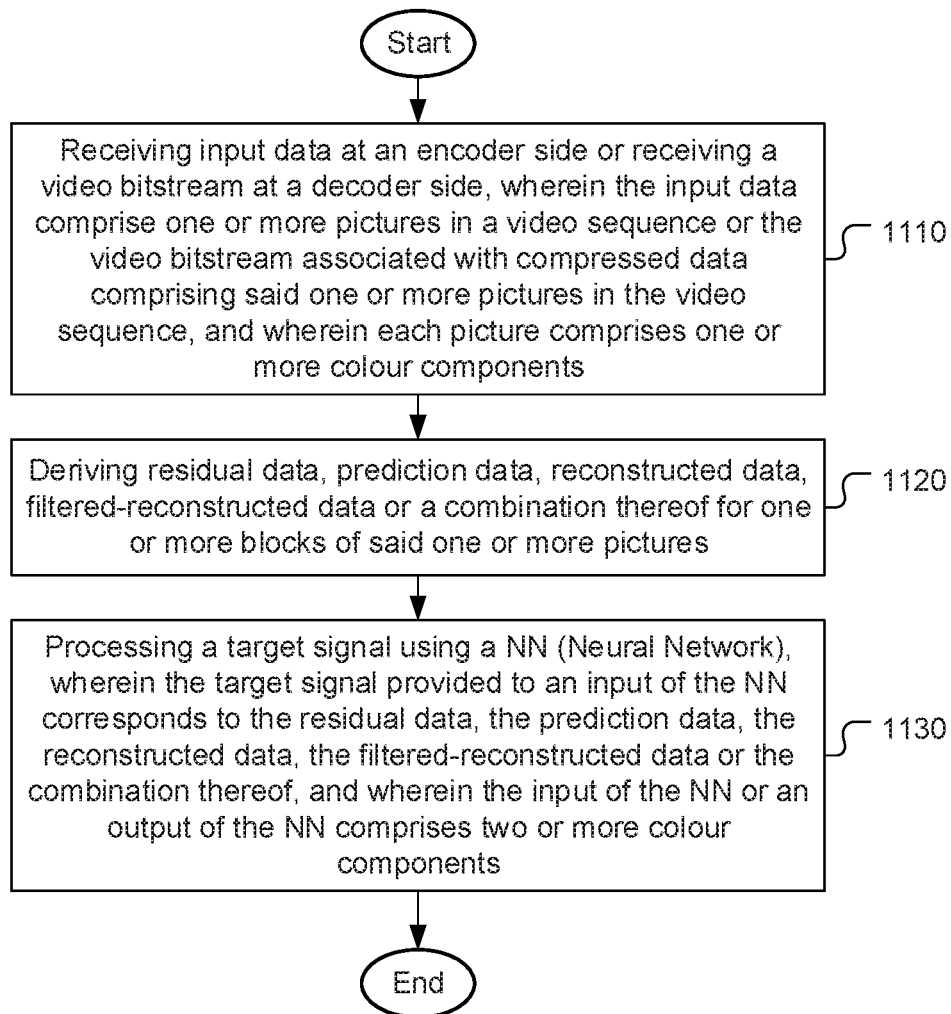 Start
Receiving input data at an encoder side or receiving a
video bitstream at a decoder side, wherein the input data
comprise one or more pictures in a video sequence or the
video bitstream associated with compressed data
comprising said one or more pictures in the video
sequence, and wherein each picture comprises one or
more colour components
1110
Deriving residual data, prediction data, reconstructed data,
filtered-reconstructed data or a combination thereof for one
or more blocks of said one or more pictures
1120
Processing a target signal using a NN (Neural Network),
wherein the target signal provided to an input of the NN
corresponds to the residual data, the prediction data, the
reconstructed data, the filtered-reconstructed data or the
combination thereof, and wherein the input of the NN or an
output of the NN comprises two or more colour
components
1130
End